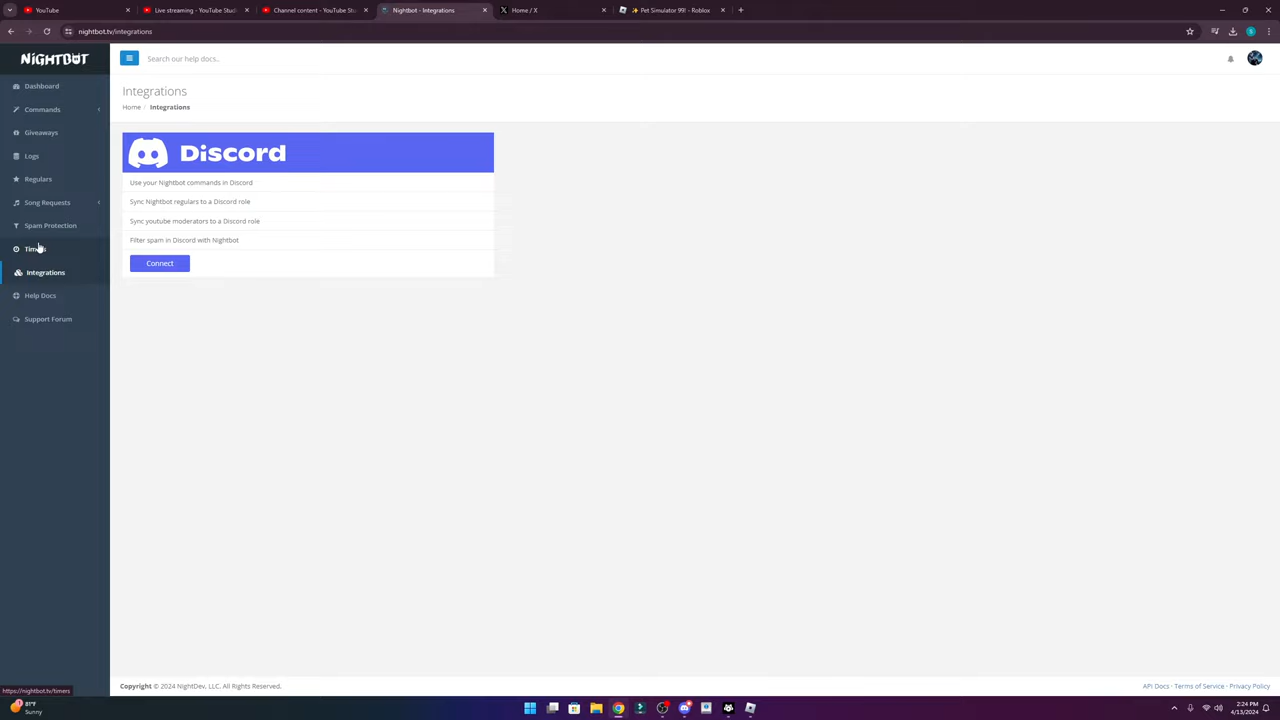 YouTube
Live streaming - YouTube Stud
Channel content - YouTube Stu
Nightbot - Integrations
Home / X
✨ Pet Simulator 99! - Roblox
nightbot.tv/integrations
S
NIGHTBOT
Search our help docs..
Dashboard
Commands
Giveaways
Logs
Regulars
Song Requests
Spam Protection
Timers
Integrations
Help Docs
Support Forum
Integrations
Home / Integrations
Discord
Use your Nightbot commands in Discord
Sync Nightbot regulars to a Discord role
Sync youtube moderators to a Discord role
Filter spam in Discord with Nightbot
Connect
Copyright © 2024 NightDev, LLC. All Rights Reserved.
API Docs · Terms of Service · Privacy Policy
https://nightbot.tv/timers
1
81°F
Sunny
2:24 PM
4/13/2024